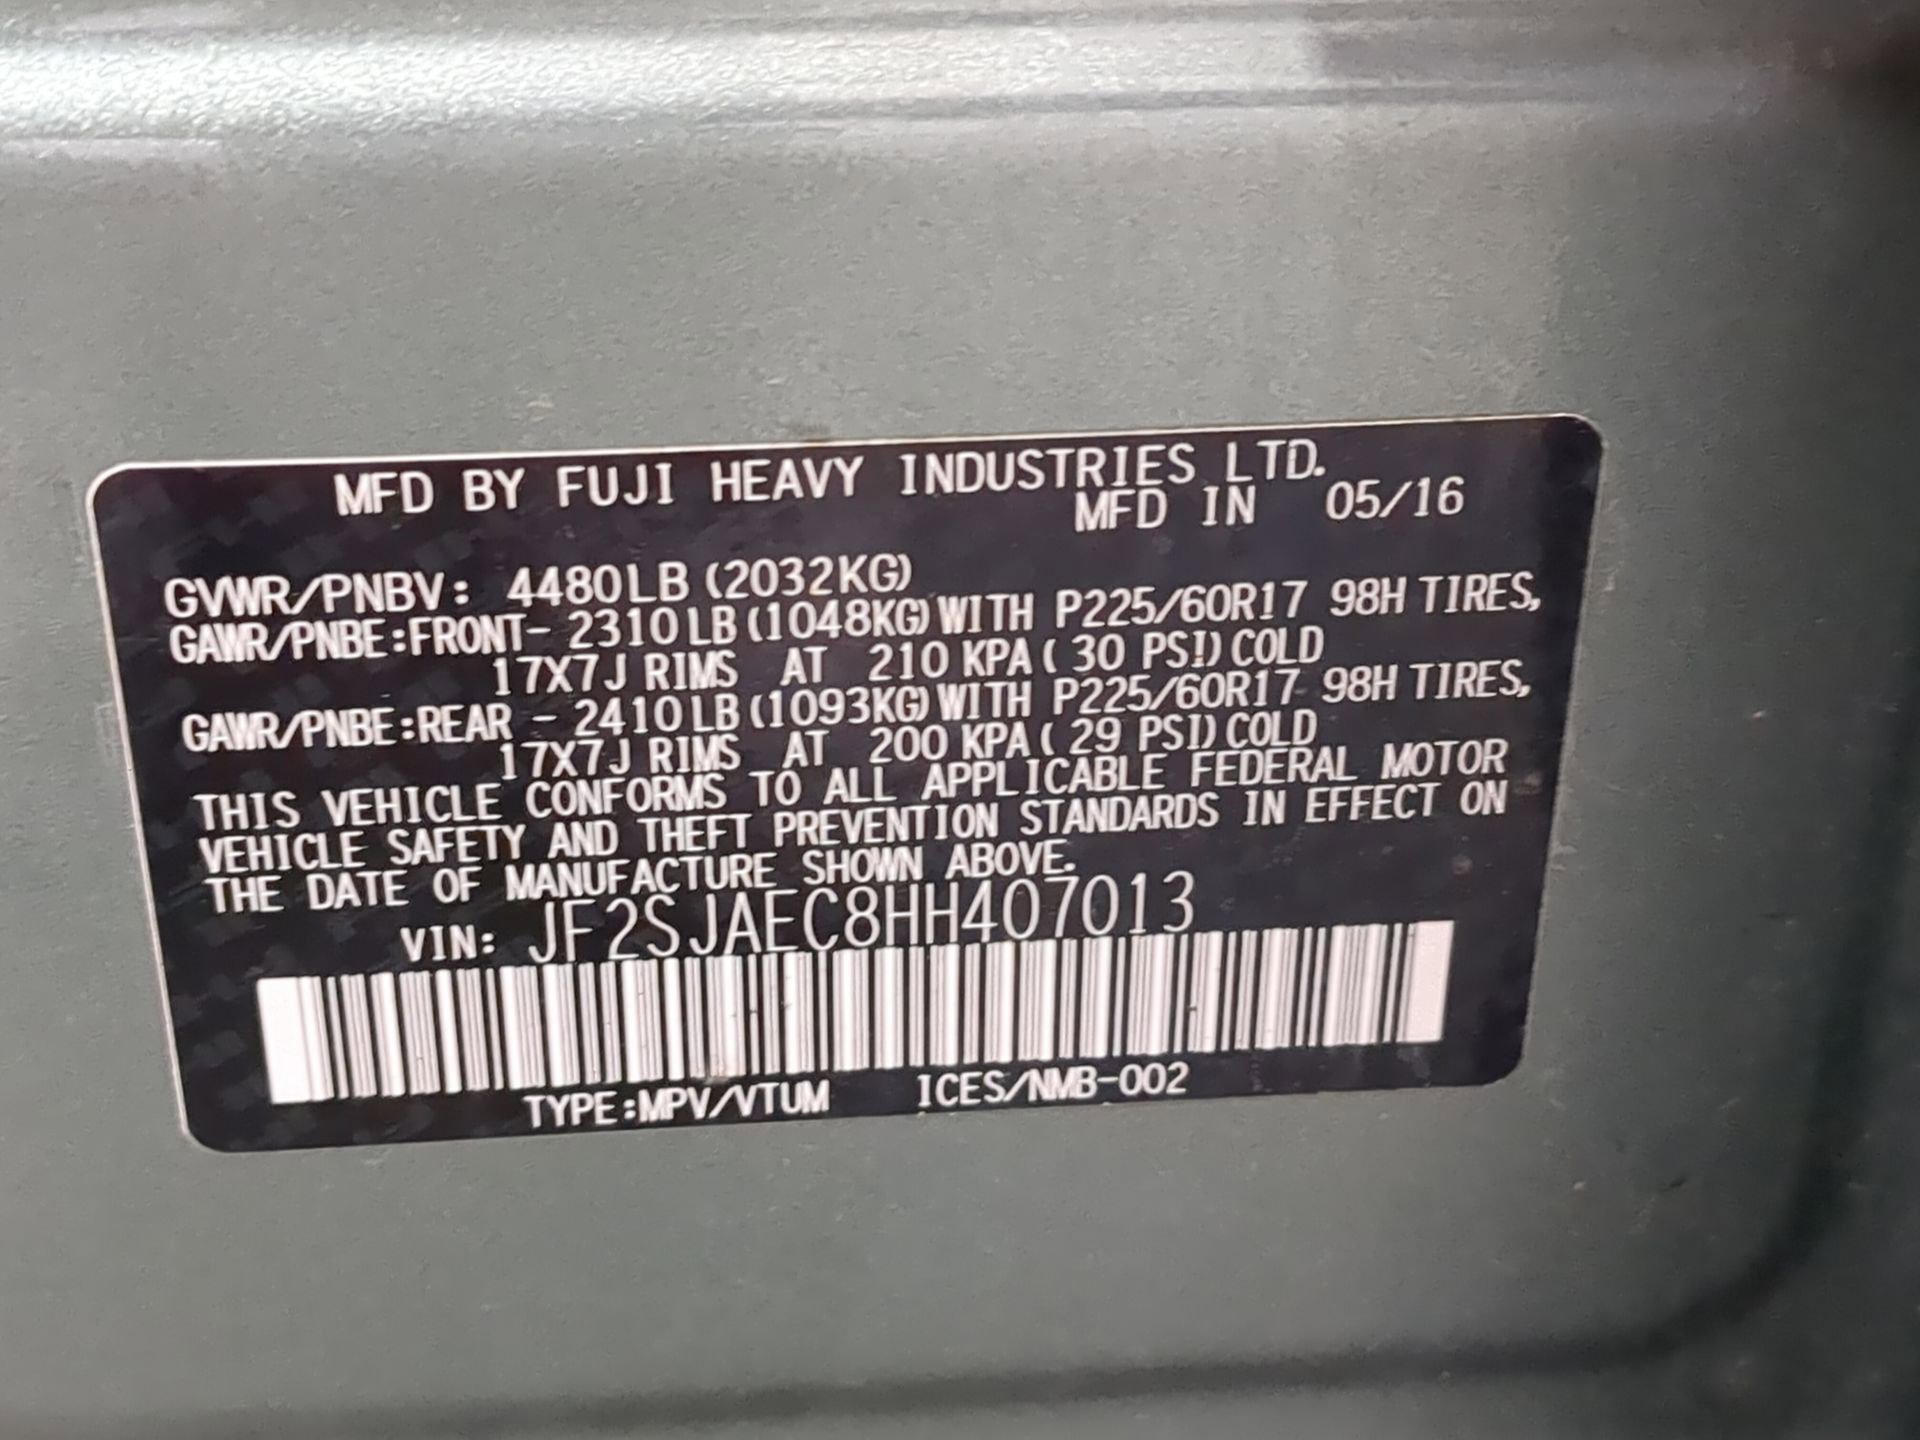 MFD BY FUJI HEAVY INDUSTRIES LTD.
MFD IN 05/16
GVWR/PNBV: 4480LB (2032KG)
GAWR/PNBE:FRONT- 2310LB (1048KG) WITH P225/60R17 98H TIRES,
17X7J RIMS AT 210 KPA ( 30 PSI) COLD
GAWR/PNBE:REAR - 2410LB (1093KG) WITH P225/60R17 98H TIRES,
17X7J RIMS AT 200 KPA ( 29 PSI) COLD
THIS VEHICLE CONFORMS TO ALL APPLICABLE FEDERAL MOTOR
VEHICLE SAFETY AND THEFT PREVENTION STANDARDS IN EFFECT ON
THE DATE OF MANUFACTURE SHOWN ABOVE.
VIN: JF2SJAEC8HH407013
TYPE:MPV/VTUM ICES/NMB-002